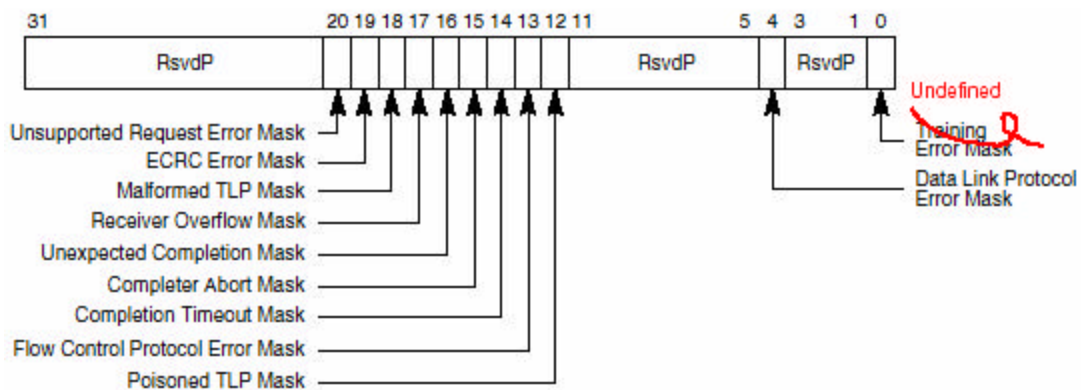 31 20 19 18 17 16 15 14 13 12 11 5 4 3 1 0
RsvdP RsvdP RsvdP
Undefined
Unsupported Request Error Mask
Training
Error Mask
ECRC Error Mask
Malformed TLP Mask
Data Link Protocol
Error Mask
Receiver Overflow Mask
Unexpected Completion Mask
Completer Abort Mask
Completion Timeout Mask
Flow Control Protocol Error Mask
Poisoned TLP Mask